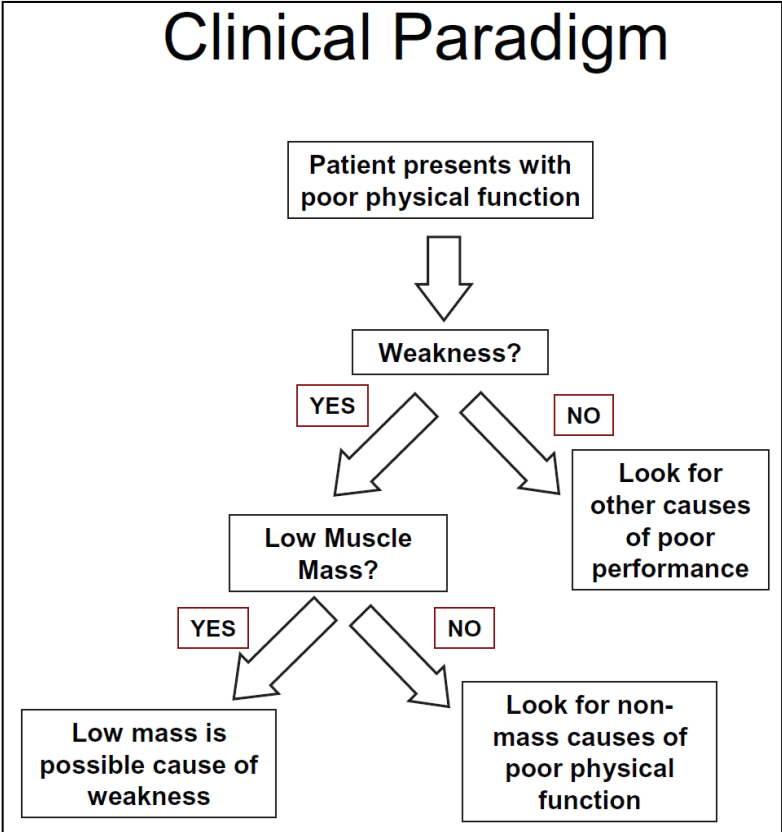 Clinical Paradigm
Patient presents with
poor physical function
Weakness?
YES
NO
Look for
other causes
of poor
performance
Low Muscle
Mass?
YES
NO
Low mass is
possible cause of
weakness
Look for non-
mass causes of
poor physical
function